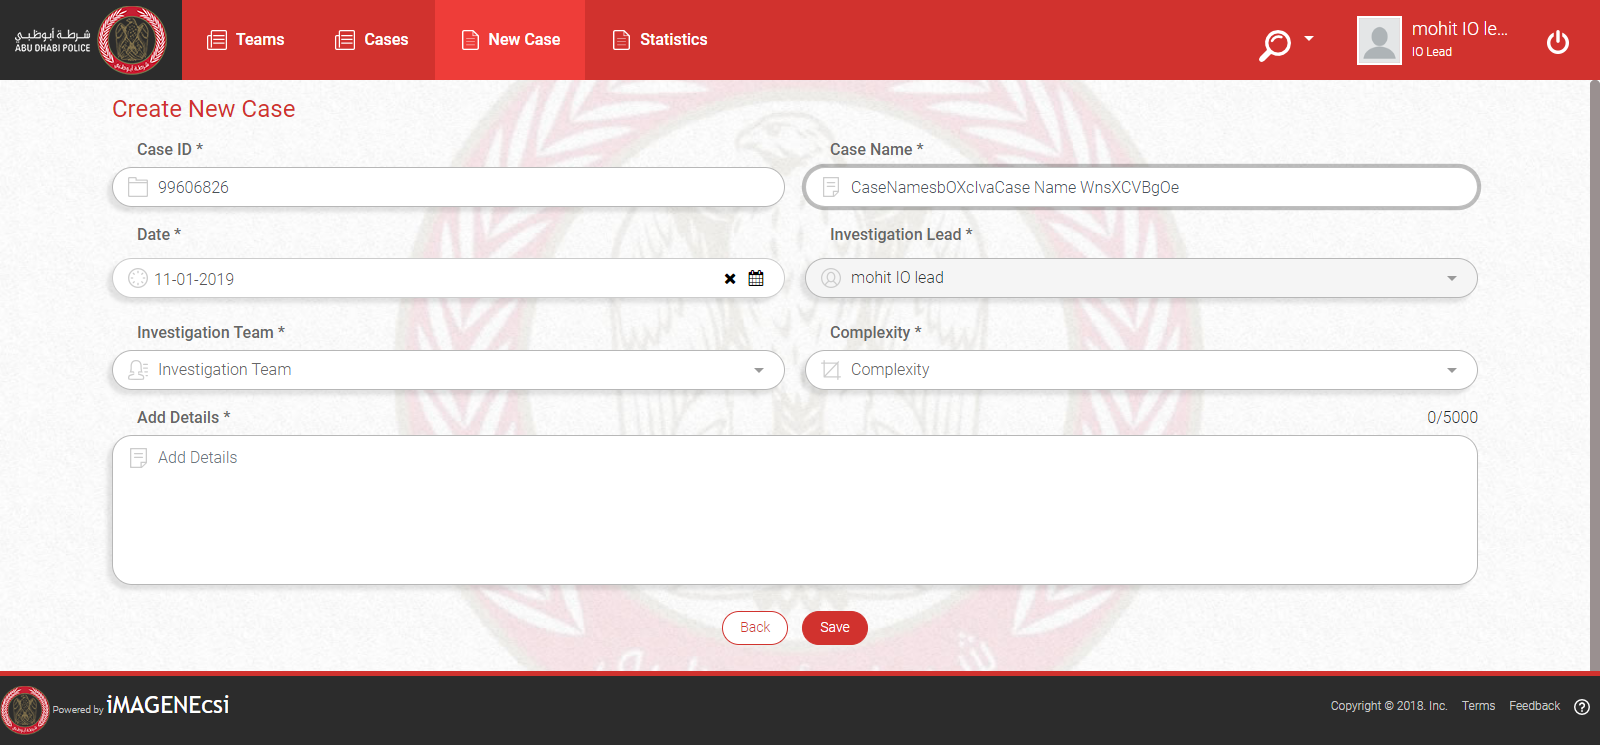 شرطة أبوظبي
ABU DHABI POLICE
Teams
Cases
New Case
Statistics
mohit IO le...
IO Lead
Create New Case
Case ID *
Case Name *
99606826
CaseNamesbOXcIvaCase Name WnsXCVBgOe
Date *
Investigation Lead *
11-01-2019
mohit IO lead
Investigation Team *
Complexity *
Investigation Team
Complexity
Add Details *
0/5000
Add Details
Back
Save
Powered by iMAGENEcsi
Copyright © 2018. Inc.
Terms
Feedback